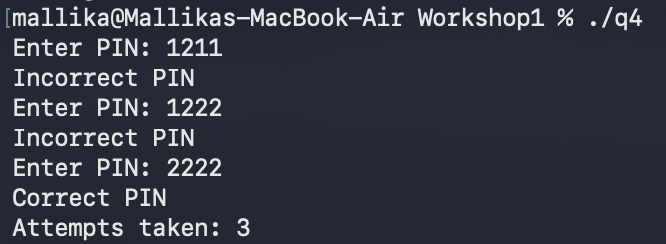 [mallika@Mallikas-MacBook-Air Workshop1 % ./q4
Enter PIN: 1211
Incorrect PIN
Enter PIN: 1222
Incorrect PIN
Enter PIN: 2222
Correct PIN
Attempts taken: 3